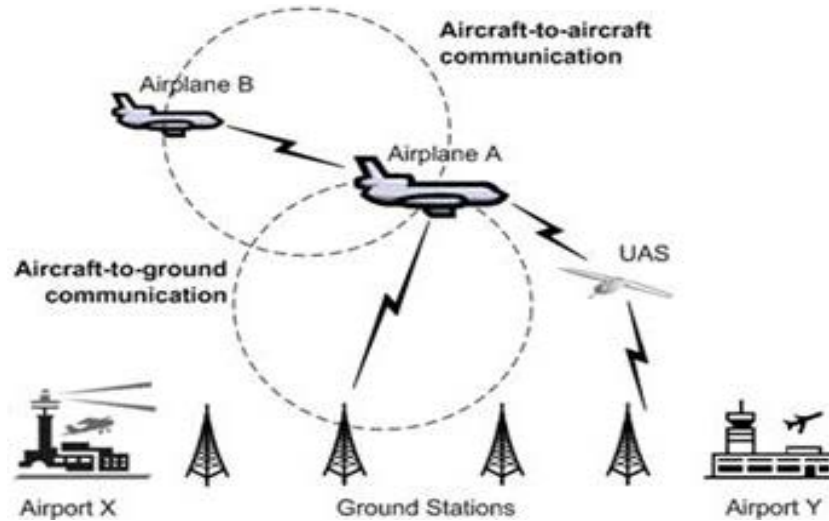 Aircraft-to-aircraft
communication
Airplane B
Airplane A
UAS
Aircraft-to-ground
communication
Airport X
Ground Stations
Airport Y